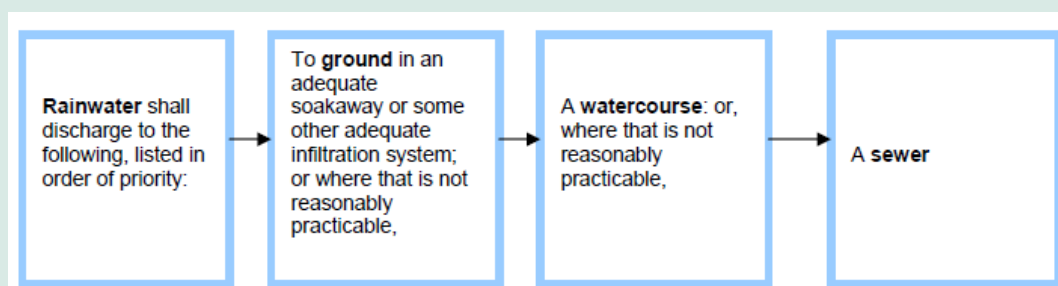 Rainwater shall
discharge to the
following, listed in
order of priority:
To ground in an
adequate
soakaway or some
other adequate
infiltration system;
or where that is not
reasonably
practicable,
A watercourse: or,
where that is not
reasonably
practicable,
A sewer